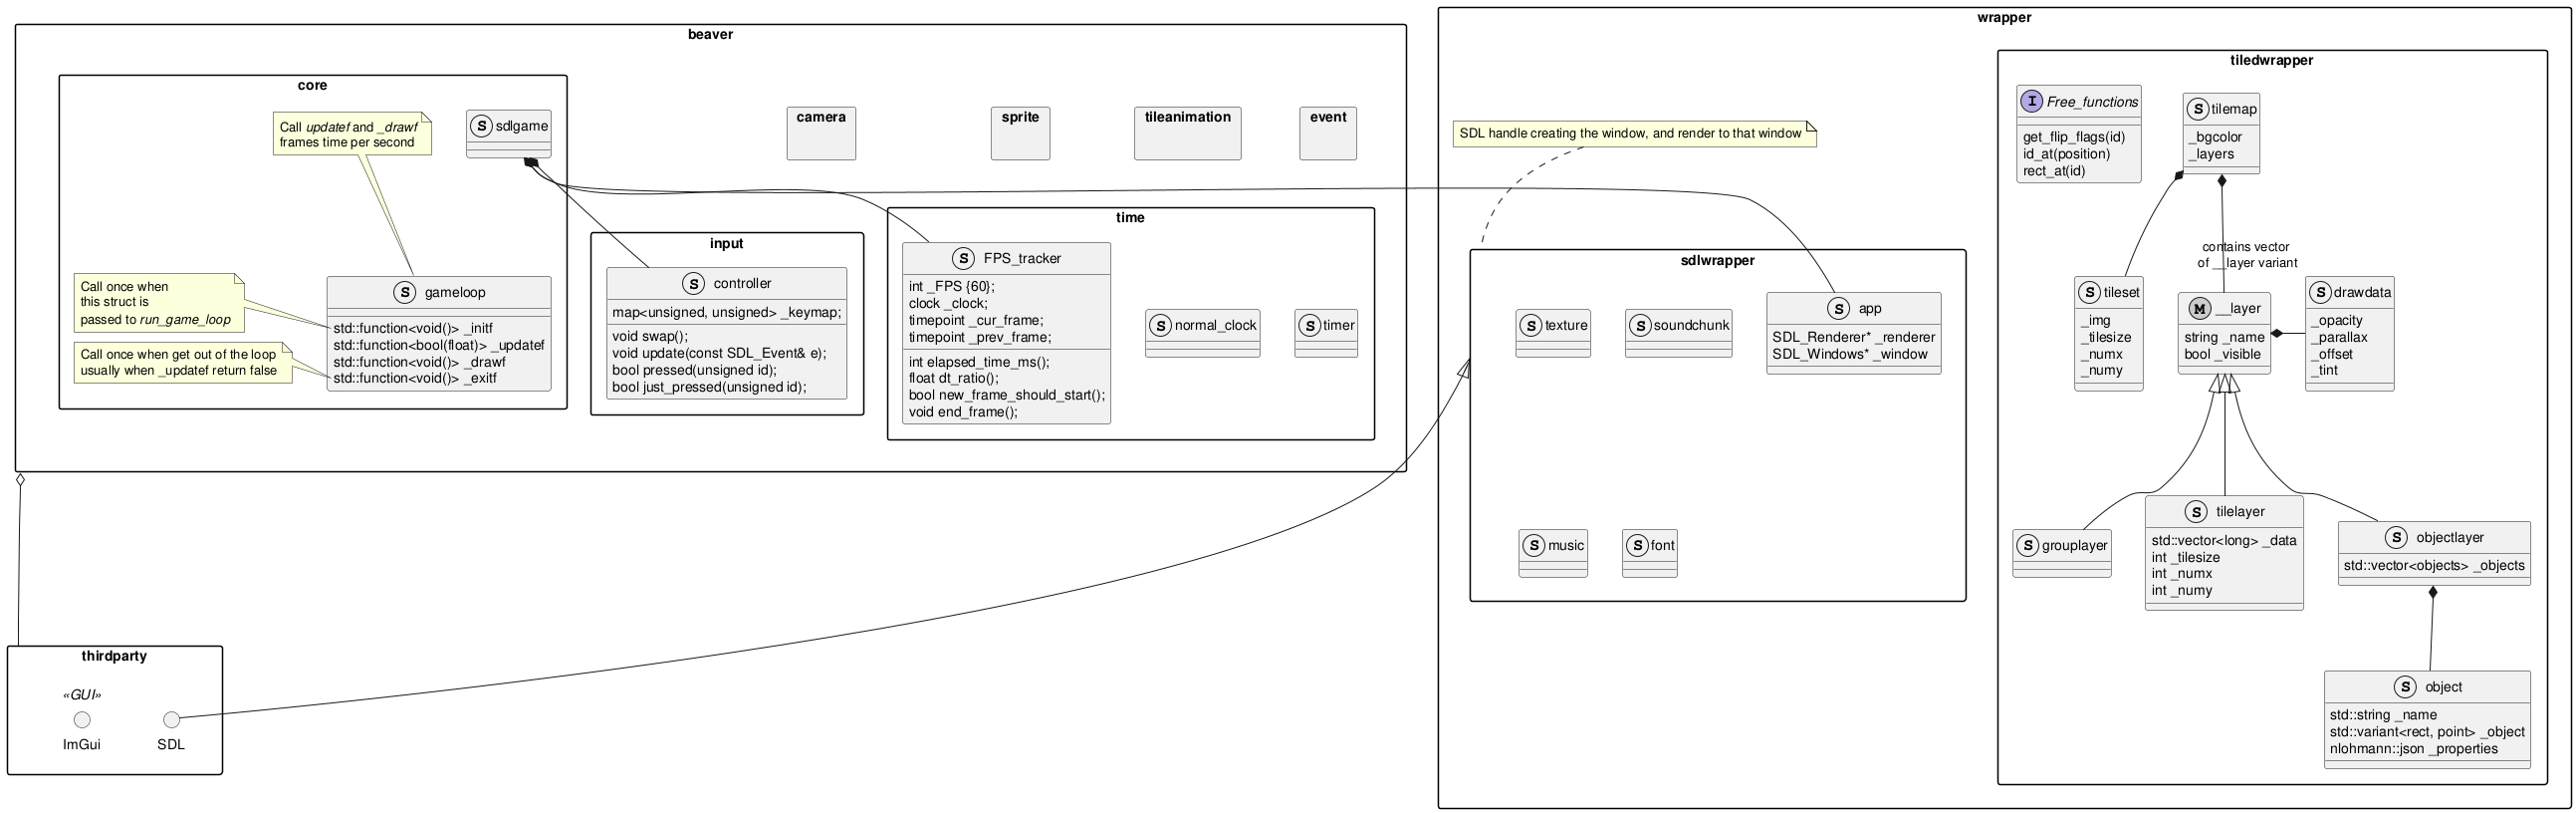 beaver
core
Call updatef and _drawf
frames time per second
S sdlgame
Call once when
this struct is
passed to run_game_loop
Call once when get out of the loop
usually when _updatef return false
S gameloop
std::function<void()> _initf
std::function<bool(float)> _updatef
std::function<void()> _drawf
std::function<void()> _exitf
camera
sprite
tileanimation
event
input
S controller
map<unsigned, unsigned> _keymap;
void swap();
void update(const SDL_Event& e);
bool pressed(unsigned id);
bool just_pressed(unsigned id);
time
S FPS_tracker
int _FPS {60};
clock _clock;
timepoint _cur_frame;
timepoint _prev_frame;
int elapsed_time_ms();
float dt_ratio();
bool new_frame_should_start();
void end_frame();
S normal_clock
S timer
thirdparty
«GUI»
ImGui
SDL
wrapper
SDL handle creating the window, and render to that window
sdlwrapper
S texture
S soundchunk
S app
SDL_Renderer* _renderer
SDL_Windows* _window
S music
S font
tiledwrapper
I Free_functions
get_flip_flags(id)
id_at(position)
rect_at(id)
S tilemap
_bgcolor
_layers
contains vector
of __layer variant
S tileset
_img
_tilesize
_numx
_numy
M __layer
string _name
bool _visible
S drawdata
_opacity
_parallax
_offset
_tint
S grouplayer
S tilelayer
std::vector<long> _data
int _tilesize
int _numx
int _numy
S objectlayer
std::vector<objects> _objects
S object
std::string _name
std::variant<rect, point> _object
nlohmann::json _properties